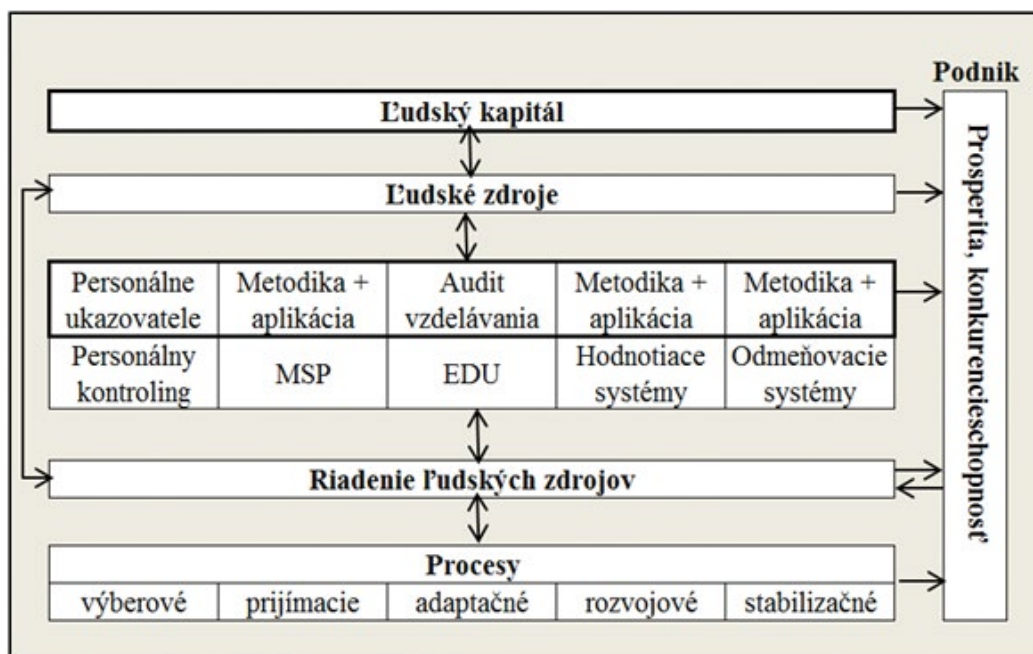 Podnik
Ľudský kapitál
Ľudské zdroje
Personálne
ukazovatele
Metodika +
aplikácia
Audit
vzdelávania
Metodika +
aplikácia
Metodika +
aplikácia
Personálny
kontroling
MSP
EDU
Hodnotiace
systémy
Odmeňovacie
systémy
Riadenie ľudských zdrojov
Procesy
výberové
prijímacie
adaptačné
rozvojové
stabilizačné
Prosperita, konkurencieschopnosť